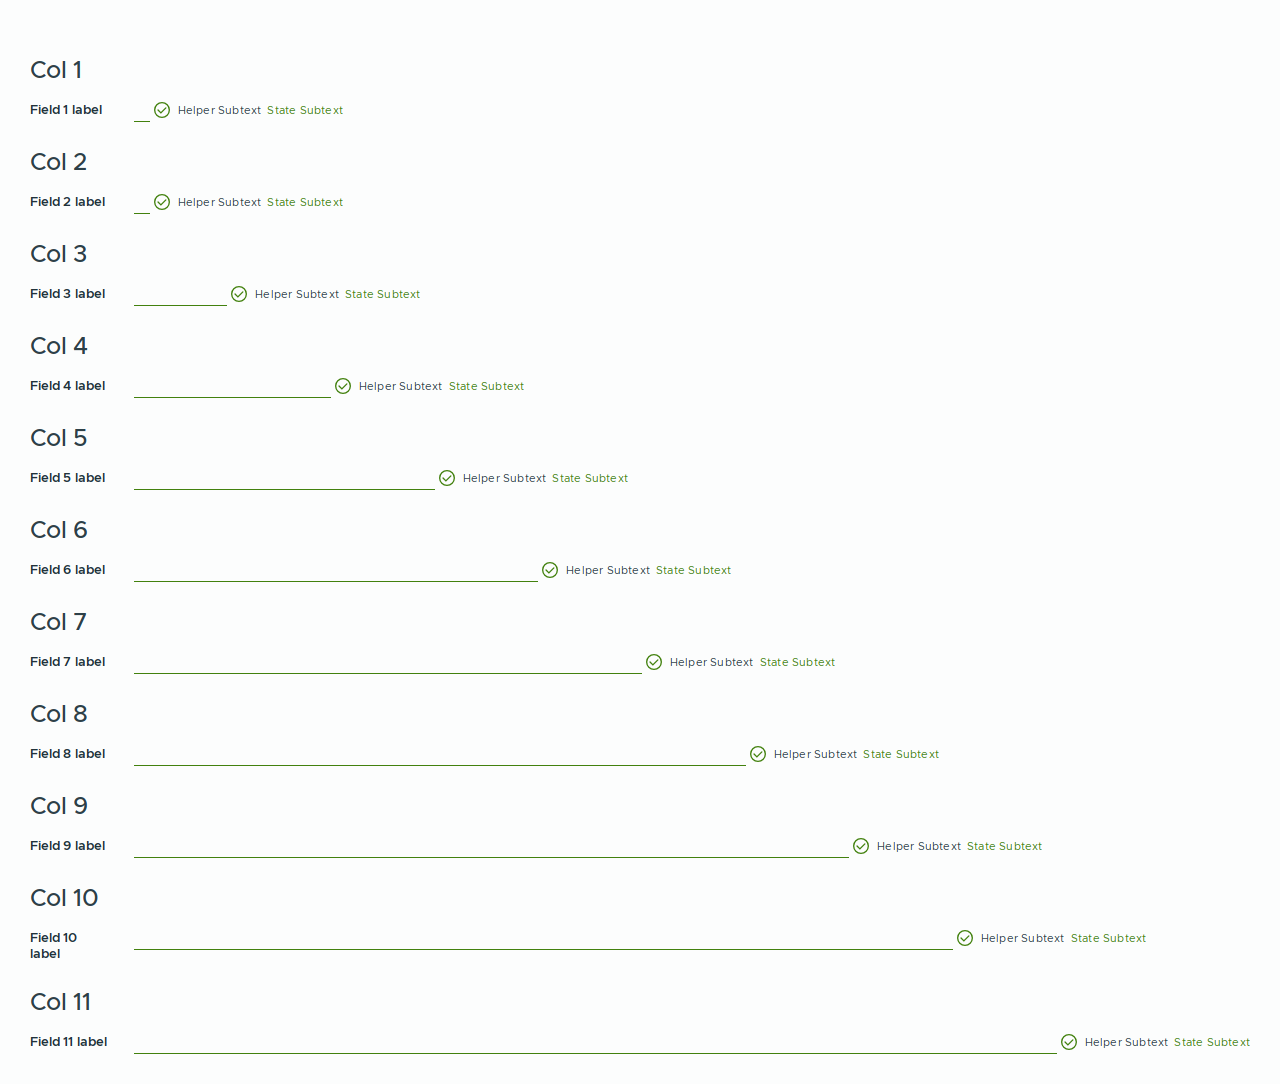 Col 1
Field 1 label Helper Subtext State Subtext
Col 2
Field 2 label Helper Subtext State Subtext
Col 3
Field 3 label Helper Subtext State Subtext
Col 4
Field 4 label Helper Subtext State Subtext
Col 5
Field 5 label Helper Subtext State Subtext
Col 6
Field 6 label Helper Subtext State Subtext
Col 7
Field 7 label Helper Subtext State Subtext
Col 8
Field 8 label Helper Subtext State Subtext
Col 9
Field 9 label Helper Subtext State Subtext
Col 10
Field 10 Helper Subtext State Subtext
label
Col 11
Field 11 label Helper Subtext State Subtext